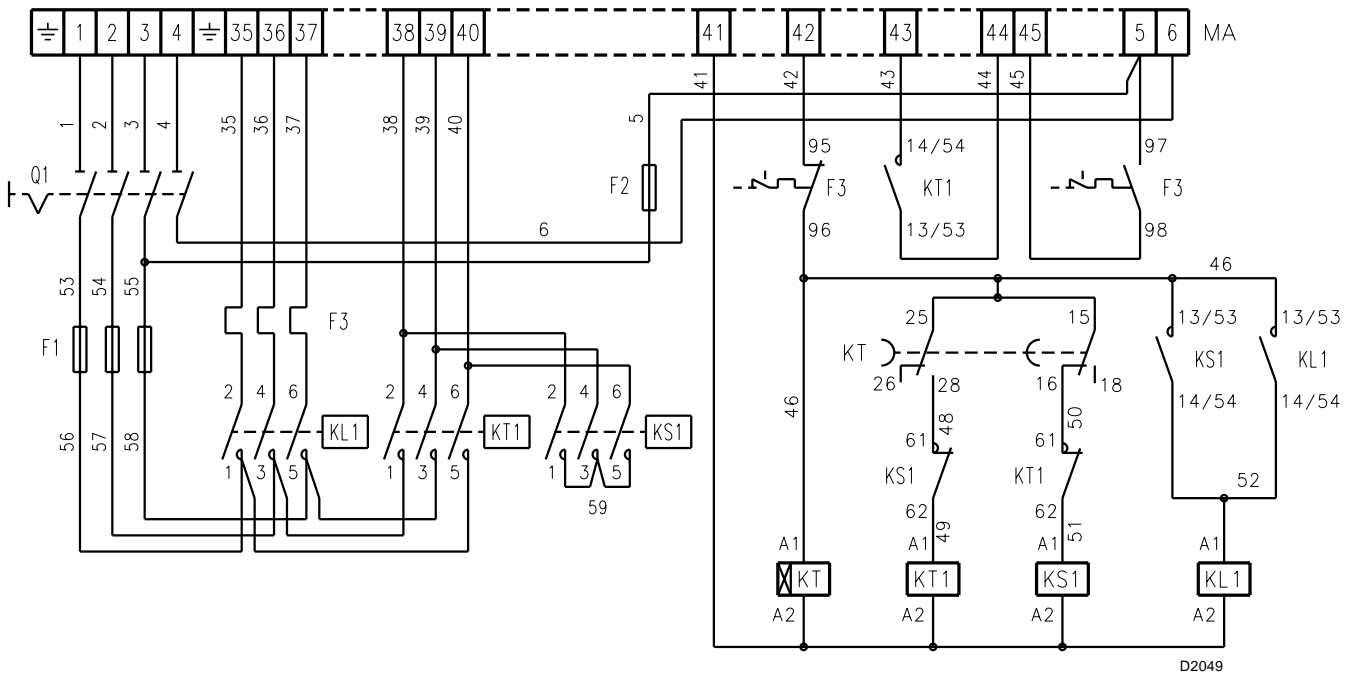 1 2 3 4 35 36 37 38 39 40 41 42 43 44 45 5 6 MA
1 2 3 4 35 36 37 38 39 40 5 41 42 43 44 45
Q1 F2 95 F3 96 14/54 KT1 13/53 97 F3 98
6
53 54 55 46
F1 F3 25 15 13/53 13/53
KT KS1 KL1
26 28 16 18 14/54 14/54
2 4 6 2 4 6 2 4 6
46 48 50
56 57 58 KL1 KT1 KS1
61 61
1 3 5 1 3 5 1 3 5 KS1 KT1 52
59 62 62
49 51
A1 A1 A1 A1
KT KT1 KS1 KL1
A2 A2 A2 A2
D2049